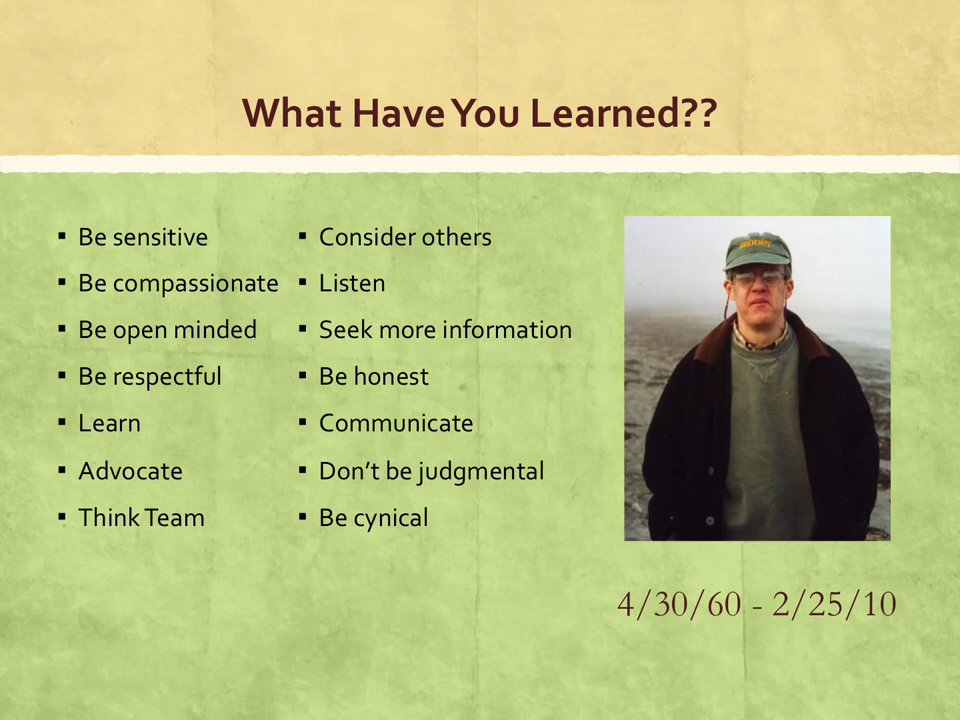 What Have You Learned??
▪ Be sensitive
▪ Be compassionate
▪ Be open minded
▪ Be respectful
▪ Learn
▪ Advocate
▪ Think Team
▪ Consider others
▪ Listen
▪ Seek more information
▪ Be honest
▪ Communicate
▪ Don’t be judgmental
▪ Be cynical
money
4/30/60 - 2/25/10